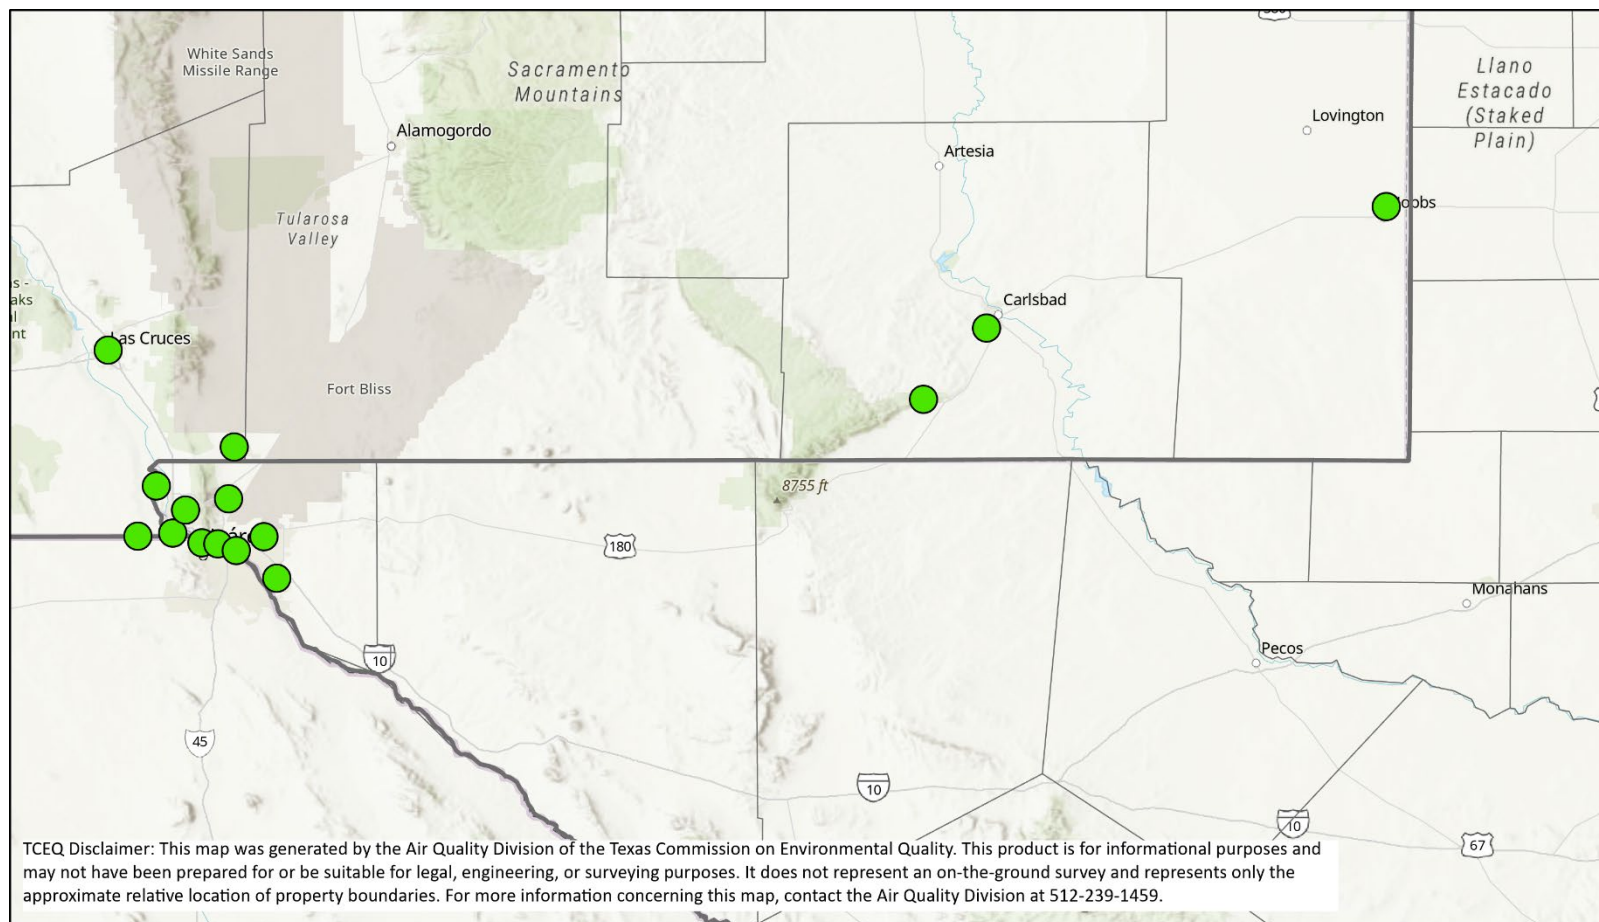 White Sands
Missile Range
Sacramento
Mountains
Llano
Estacado
(Staked
Plain)
Lovington
Alamogordo
Artesia
Tularosa
Valley
obbs
Carlsbad
as Cruces
Fort Bliss
8755 ft
180
Monahans
Pecos
10
45
10
10
67
TCEQ Disclaimer: This map was generated by the Air Quality Division of the Texas Commission on Environmental Quality. This product is for informational purposes and
may not have been prepared for or be suitable for legal, engineering, or surveying purposes. It does not represent an on-the-ground survey and represents only the
approximate relative location of property boundaries. For more information concerning this map, contact the Air Quality Division at 512-239-1459.